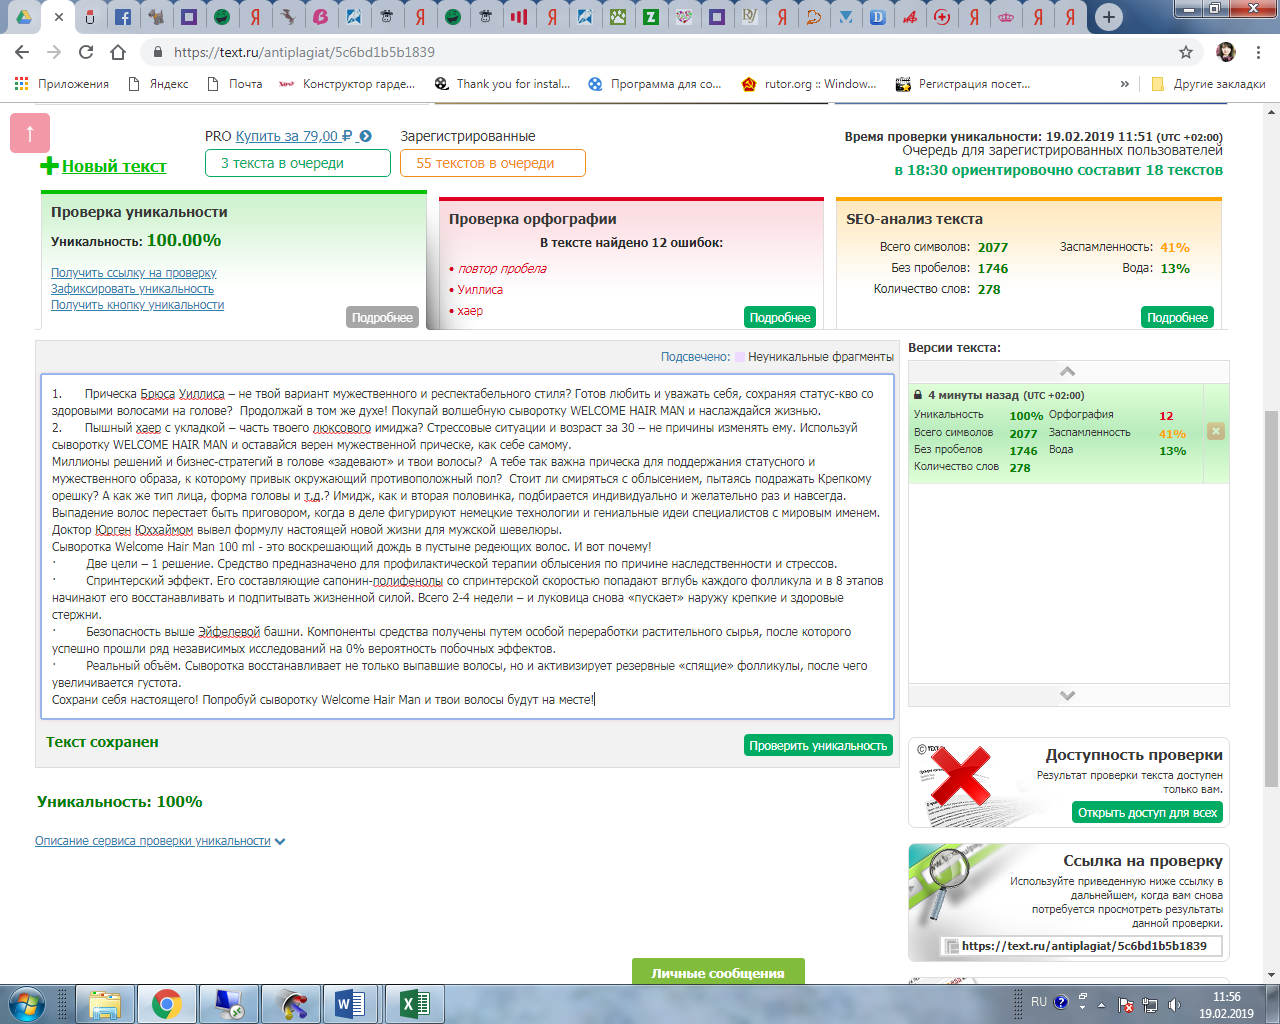 https://text.ru/antiplagiat/5c6bd1b5b1839
Приложения Яндекс Почта Конструктор гарде... Thank you for instal... Программа для со... rutor.org :: Window... Регистрация посет... » Другие закладки
↑
PRO Купить за 79,00 ₽ Зарегистрированные
Время проверки уникальности: 19.02.2019 11:51 (UTC +02:00)
Очередь для зарегистрированных пользователей
Новый текст
3 текста в очереди 55 текстов в очереди
в 18:30 ориентировочно составит 18 текстов
Проверка уникальности
Уникальность: 100.00%
Получить ссылку на проверку
Зафиксировать уникальность
Получить кнопку уникальности
Подробнее
Проверка орфографии
В тексте найдено 12 ошибок:
• повтор пробела
• Уиллиса
• хаер
Подробнее
SEO-анализ текста
Всего символов: 2077 Заспамленность: 41%
Без пробелов: 1746 Вода: 13%
Количество слов: 278
Подробнее
Подсвечено: Неуникальные фрагменты
1. Прическа Брюса Уиллиса – не твой вариант мужественного и респектабельного стиля? Готов любить и уважать себя, сохраняя статус-кво со
здоровыми волосами на голове? Продолжай в том же духе! Покупай волшебную сыворотку WELCOME HAIR MAN и наслаждайся жизнью.
2. Пышный хаер с укладкой – часть твоего люксового имиджа? Стрессовые ситуации и возраст за 30 – не причины изменять ему. Используй
сыворотку WELCOME HAIR MAN и оставайся верен мужественной прическе, как себе самому.
Миллионы решений и бизнес-стратегий в голове «задевают» и твои волосы? А тебе так важна прическа для поддержания статусного и
мужественного образа, к которому привык окружающий противоположный пол? Стоит ли смиряться с облысением, пытаясь подражать Крепкому
орешку? А как же тип лица, форма головы и т.д.? Имидж, как и вторая половинка, подбирается индивидуально и желательно раз и навсегда.
Выпадение волос перестает быть приговором, когда в деле фигурируют немецкие технологии и гениальные идеи специалистов с мировым именем.
Доктор Юрген Юххаймом вывел формулу настоящей новой жизни для мужской шевелюры.
Сыворотка Welcome Hair Man 100 ml - это воскрешающий дождь в пустыне редеющих волос. И вот почему!
· Две цели – 1 решение. Средство предназначено для профилактической терапии облысения по причине наследственности и стрессов.
· Спринтерский эффект. Его составляющие сапонин-полифенолы со спринтерской скоростью попадают вглубь каждого фолликула и в 8 этапов
начинают его восстанавливать и подпитывать жизненной силой. Всего 2-4 недели – и луковица снова «пускает» наружу крепкие и здоровые
стержни.
· Безопасность выше Эйфелевой башни. Компоненты средства получены путем особой переработки растительного сырья, после которого
успешно прошли ряд независимых исследований на 0% вероятность побочных эффектов.
· Реальный объём. Сыворотка восстанавливает не только выпавшие волосы, но и активизирует резервные «спящие» фолликулы, после чего
увеличивается густота.
Сохрани себя настоящего! Попробуй сыворотку Welcome Hair Man и твои волосы будут на месте!
Текст сохранен
Проверить уникальность
Уникальность: 100%
Описание сервиса проверки уникальности
Версии текста:
4 минуты назад (UTC +02:00)
Уникальность 100% Орфография 12
Всего символов 2077 Заспамленность 41%
Без пробелов 1746 Вода 13%
Количество слов 278
Доступность проверки
Результат проверки текста доступен
только вам.
Открыть доступ для всех
Ссылка на проверку
Используйте приведенную ниже ссылку в
дальнейшем, когда вам снова
потребуется просмотреть результаты
данной проверки.
https://text.ru/antiplagiat/5c6bd1b5b1839
Личные сообщения
RU 11:56
19.02.2019